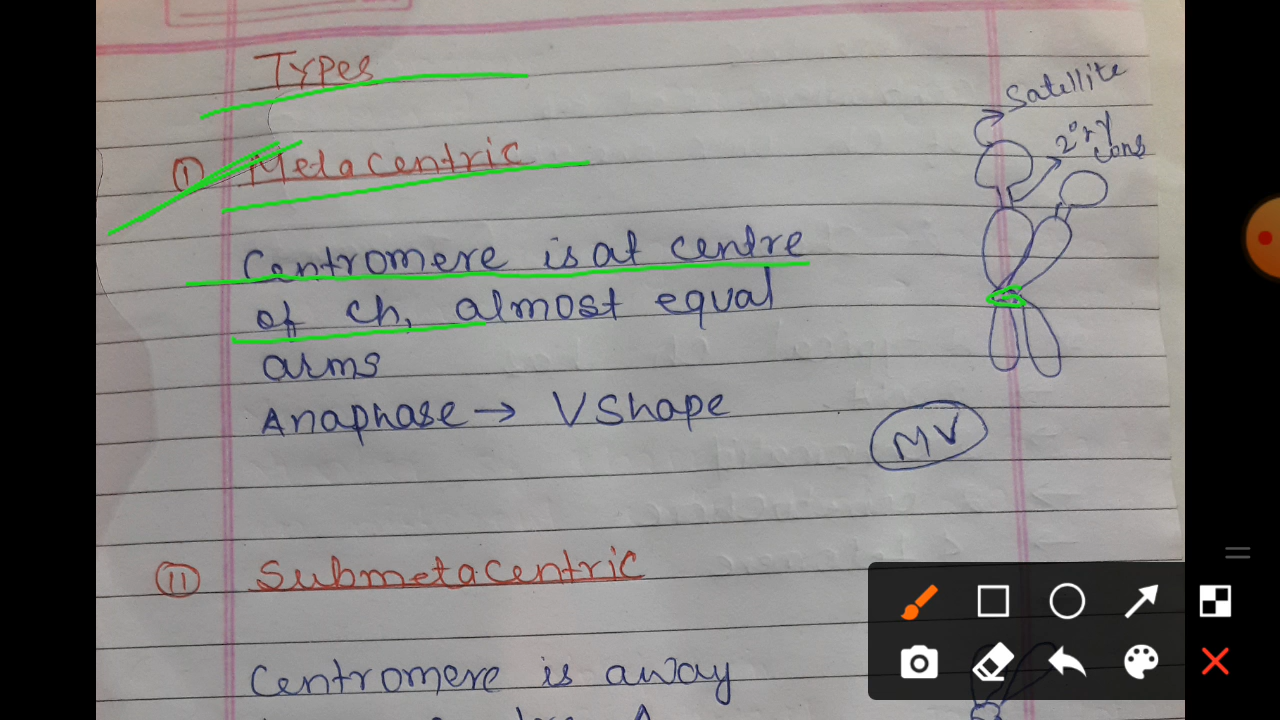 Types
① Metacentric
Centromere is at centre
of ch, almost equal
arms
Anaphase → V Shape
Satellite
2°ry
cons
MV
⑪ Submetacentric
Centromere is away